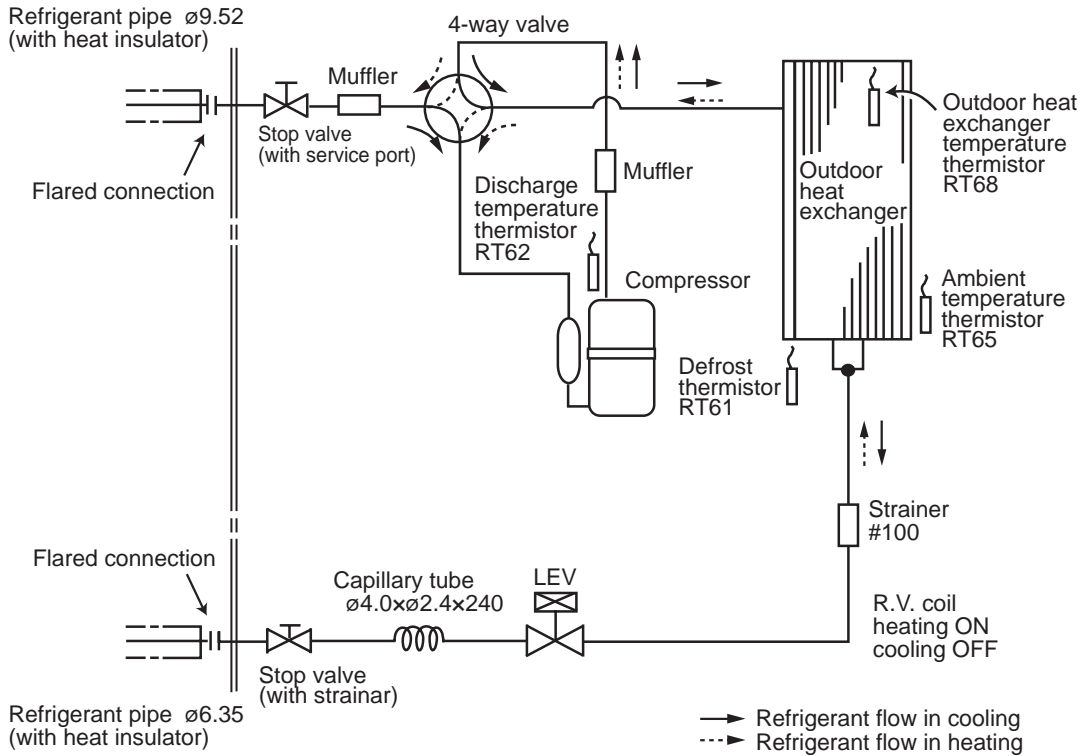 Refrigerant pipe ø9.52
(with heat insulator)
4-way valve
Muffler
Stop valve
(with service port)
Flared connection
Discharge
temperature
thermistor
RT62
Muffler
Compressor
Outdoor
heat
exchanger
Outdoor heat
exchanger
temperature
thermistor
RT68
Ambient
temperature
thermistor
RT65
Defrost
thermistor
RT61
Strainer
#100
Flared connection
Capillary tube
ø4.0×ø2.4×240
LEV
R.V. coil
heating ON
cooling OFF
Stop valve
(with strainar)
Refrigerant pipe ø6.35
(with heat insulator)
Refrigerant flow in cooling
Refrigerant flow in heating